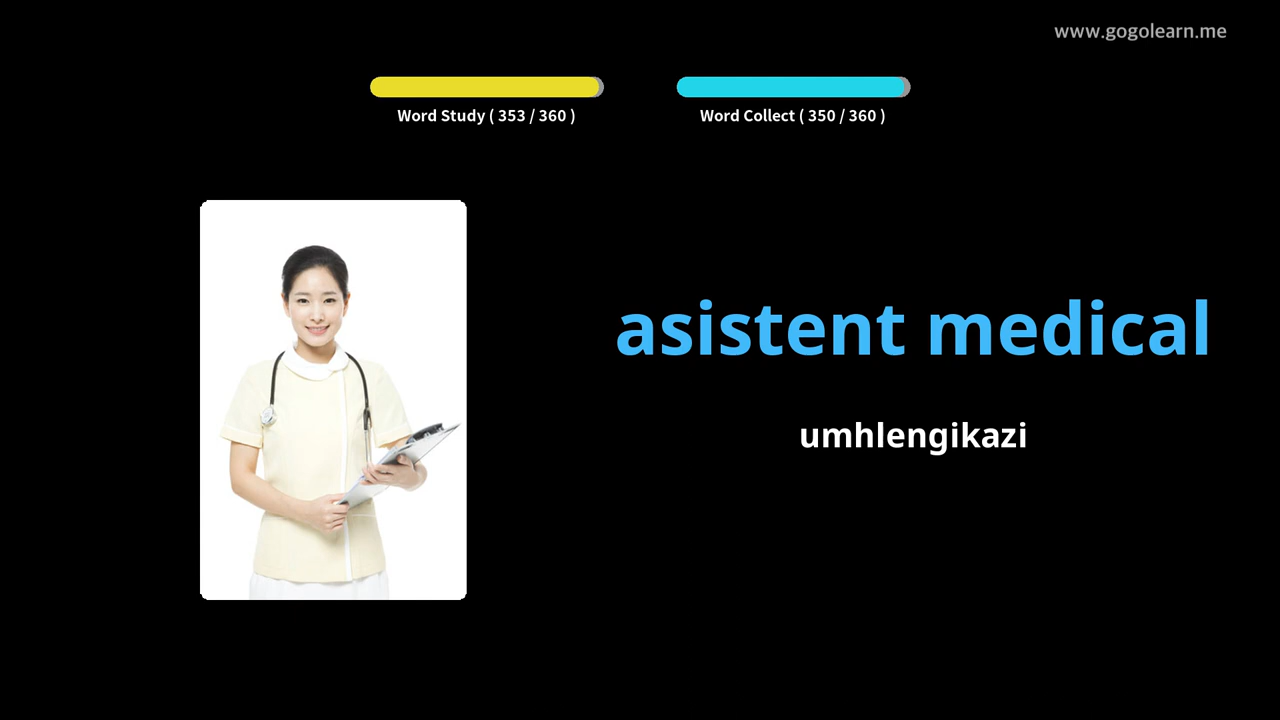 www.gogolearn.me
Word Study ( 353 / 360 )
Word Collect ( 350 / 360 )
asistent medical
umhlengikazi